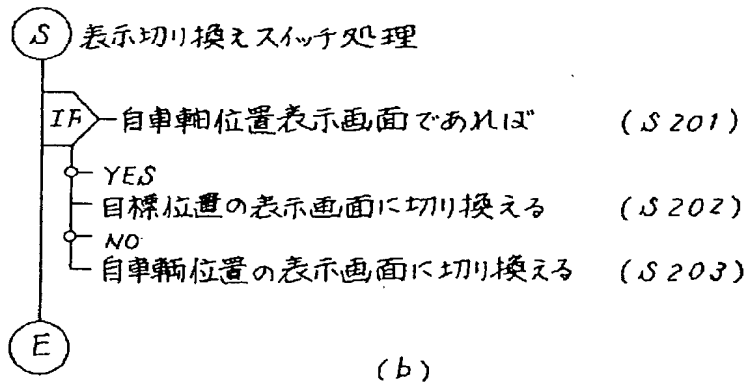 S 表示切り換えスイッチ処理
IF 自車軸位置表示画面であれば (S201)
YES
目標位置の表示画面に切り換える (S202)
NO
自車輌位置の表示画面に切り換える (S203)
E
(b)